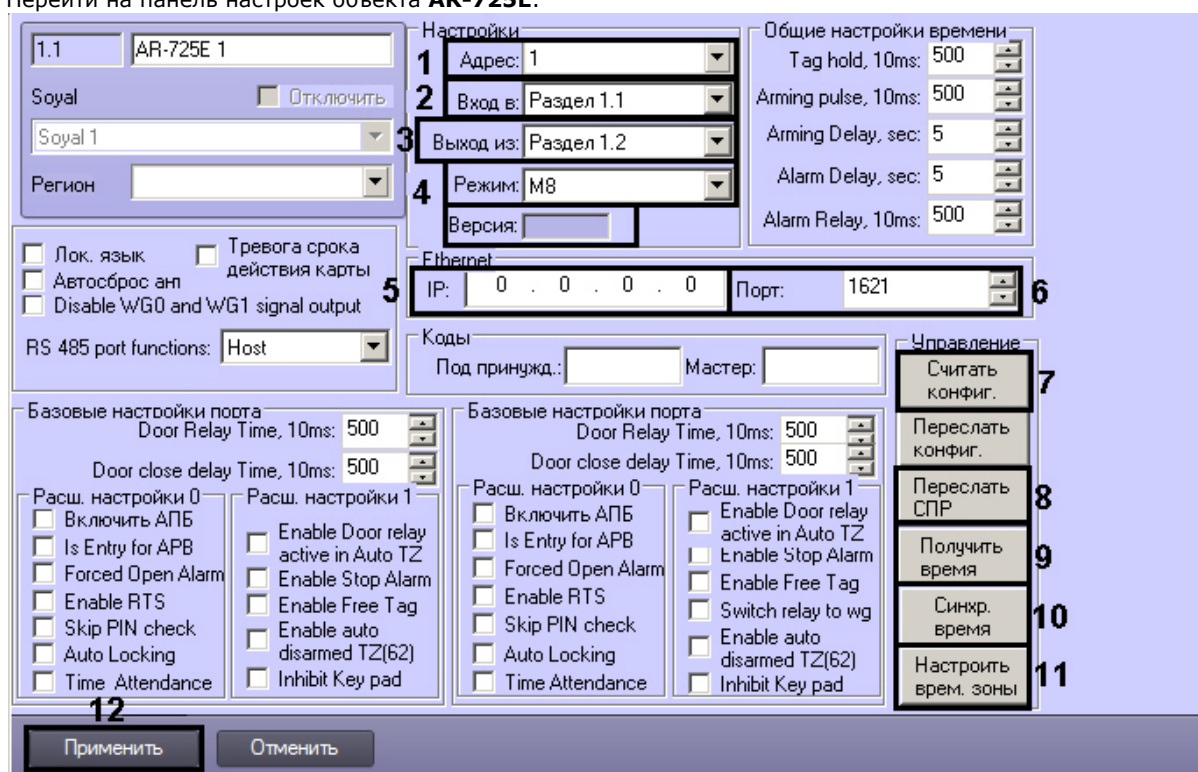 Перейти на панель настроек объекта AR-725E.
1.1
AR-725E 1
Soyal
Отключить
Soyal 1
Регион
Настройки
1
Адрес: 1
2
Вход в: Раздел 1.1
3
Выход из: Раздел 1.2
4
Режим: M8
Версия:
Общие настройки времени
Tag hold, 10ms: 500
Arming pulse, 10ms: 500
Arming Delay, sec: 5
Alarm Delay, sec: 5
Alarm Relay, 10ms: 500
Лок. язык
Тревога срока
действия карты
Автосброс анп
Disable WG0 and WG1 signal output
RS 485 port functions: Host
Ethernet
5
IP: 0 . 0 . 0 . 0
Порт: 1621
6
Коды
Под принужд.:
Мастер:
Управление
Считать
конфиг.
7
Переслать
конфиг.
Переслать
СПР
8
Получить
время
9
Синхр.
время
10
Настроить
врем. зоны
11
Базовые настройки порта
Door Relay Time, 10ms: 500
Door close delay Time, 10ms: 500
Расш. настройки 0
Включить АПБ
Is Entry for APB
Forced Open Alarm
Enable RTS
Skip PIN check
Auto Locking
Time Attendance
Расш. настройки 1
Enable Door relay
active in Auto TZ
Enable Stop Alarm
Enable Free Tag
Enable auto
disarmed TZ(62)
Inhibit Key pad
Базовые настройки порта
Door Relay Time, 10ms: 500
Door close delay Time, 10ms: 500
Расш. настройки 0
Включить АПБ
Is Entry for APB
Forced Open Alarm
Enable RTS
Skip PIN check
Auto Locking
Time Attendance
Расш. настройки 1
Enable Door relay
active in Auto TZ
Enable Stop Alarm
Enable Free Tag
Switch relay to wg
Enable auto
disarmed TZ(62)
Inhibit Key pad
12
Применить
Отменить